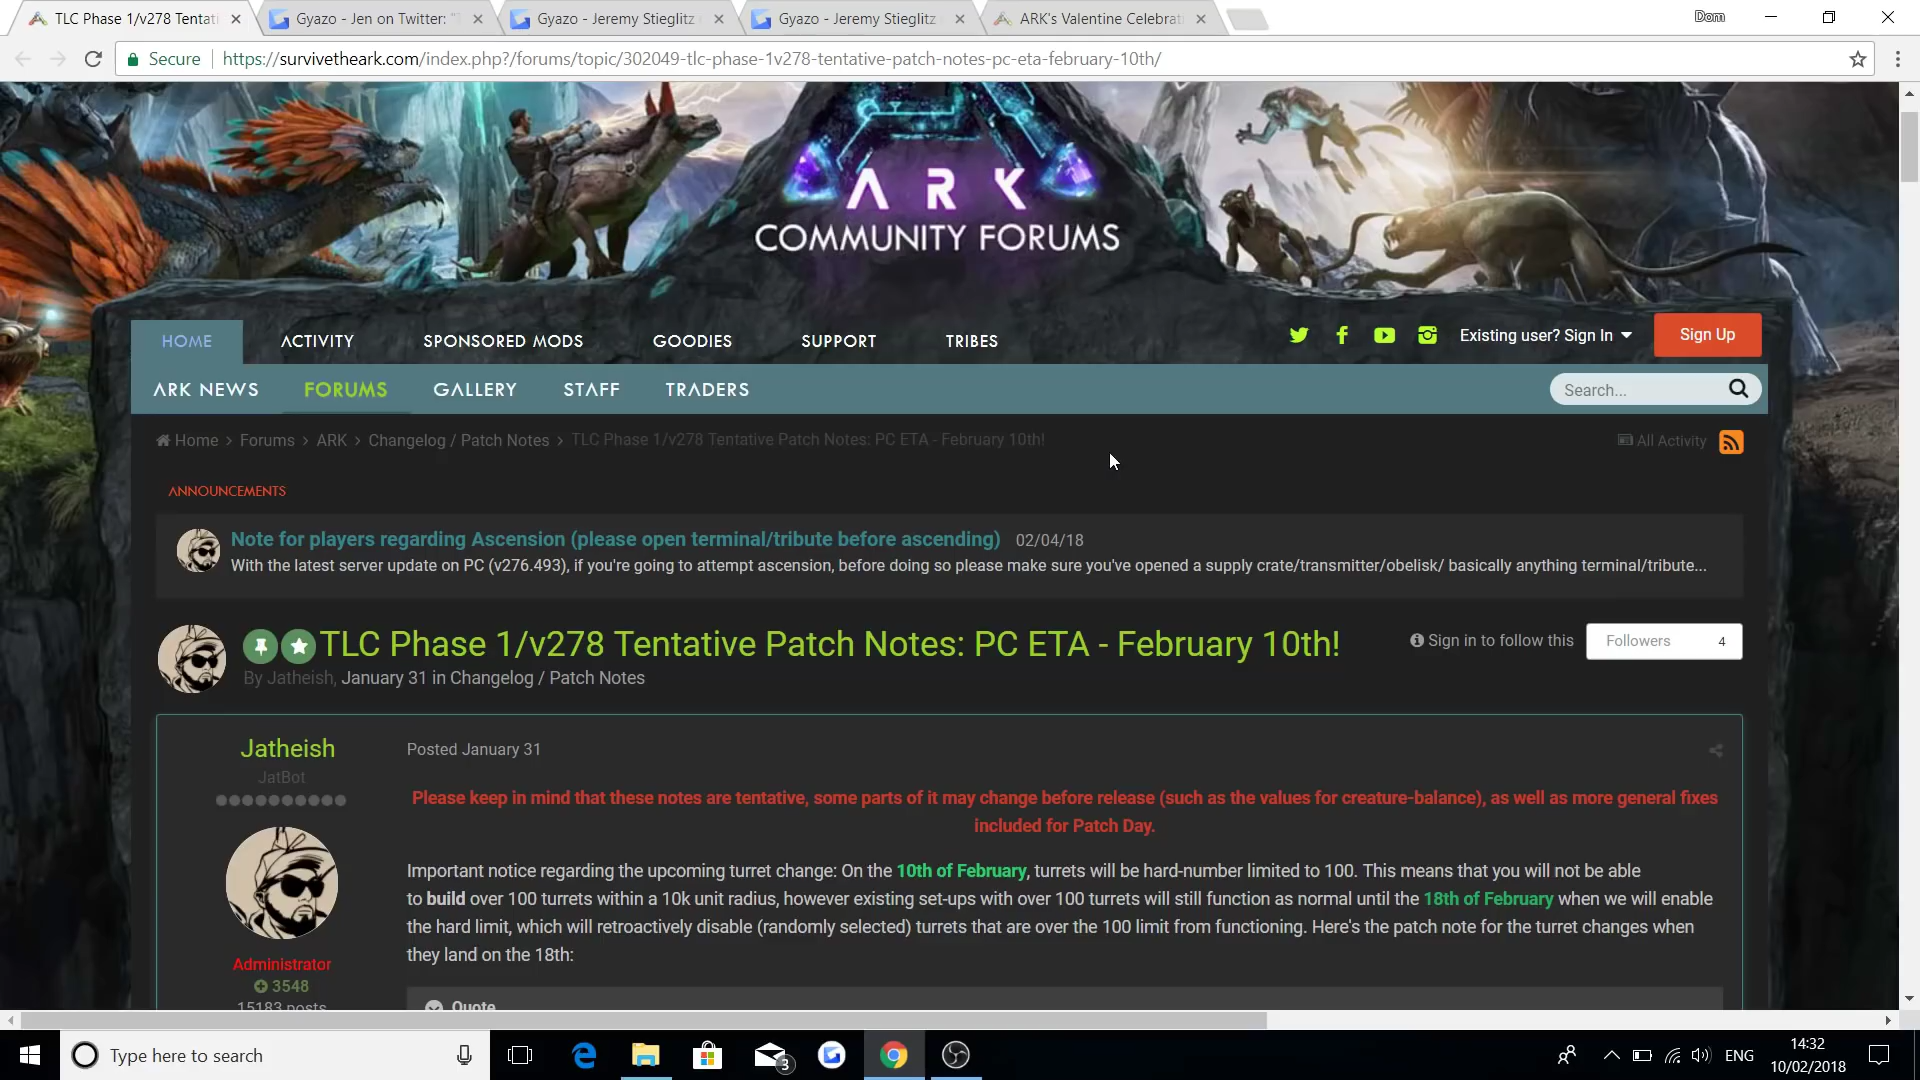 TLC Phase 1/v278 Tentat
Gyazo - Jen on Twitter: "
Gyazo - Jeremy Stieglitz
Gyazo - Jeremy Stieglitz
ARK's Valentine Celebrat
Dom
Secure
https://survivetheark.com/index.php?/forums/topic/302049-tlc-phase-1v278-tentative-patch-notes-pc-eta-february-10th/
ARK
COMMUNITY FORUMS
HOME ACTIVITY SPONSORED MODS GOODIES SUPPORT TRIBES
Existing user? Sign In
Sign Up
ARK NEWS FORUMS GALLERY STAFF TRADERS
Search...
Home > Forums > ARK > Changelog / Patch Notes > TLC Phase 1/v278 Tentative Patch Notes: PC ETA - February 10th!
All Activity
ANNOUNCEMENTS
Note for players regarding Ascension (please open terminal/tribute before ascending) 02/04/18
With the latest server update on PC (v276.493), if you're going to attempt ascension, before doing so please make sure you've opened a supply crate/transmitter/obelisk/ basically anything terminal/tribute...
TLC Phase 1/v278 Tentative Patch Notes: PC ETA - February 10th!
Sign in to follow this
Followers 4
By Jatheish, January 31 in Changelog / Patch Notes
Jatheish
JatBot
Administrator
3548
15183 posts
Posted January 31
Please keep in mind that these notes are tentative, some parts of it may change before release (such as the values for creature-balance), as well as more general fixes
included for Patch Day.
Important notice regarding the upcoming turret change: On the 10th of February, turrets will be hard-number limited to 100. This means that you will not be able
to build over 100 turrets within a 10k unit radius, however existing set-ups with over 100 turrets will still function as normal until the 18th of February when we will enable
the hard limit, which will retroactively disable (randomly selected) turrets that are over the 100 limit from functioning. Here's the patch note for the turret changes when
they land on the 18th:
Quote
Type here to search
3
ENG
14:32
10/02/2018